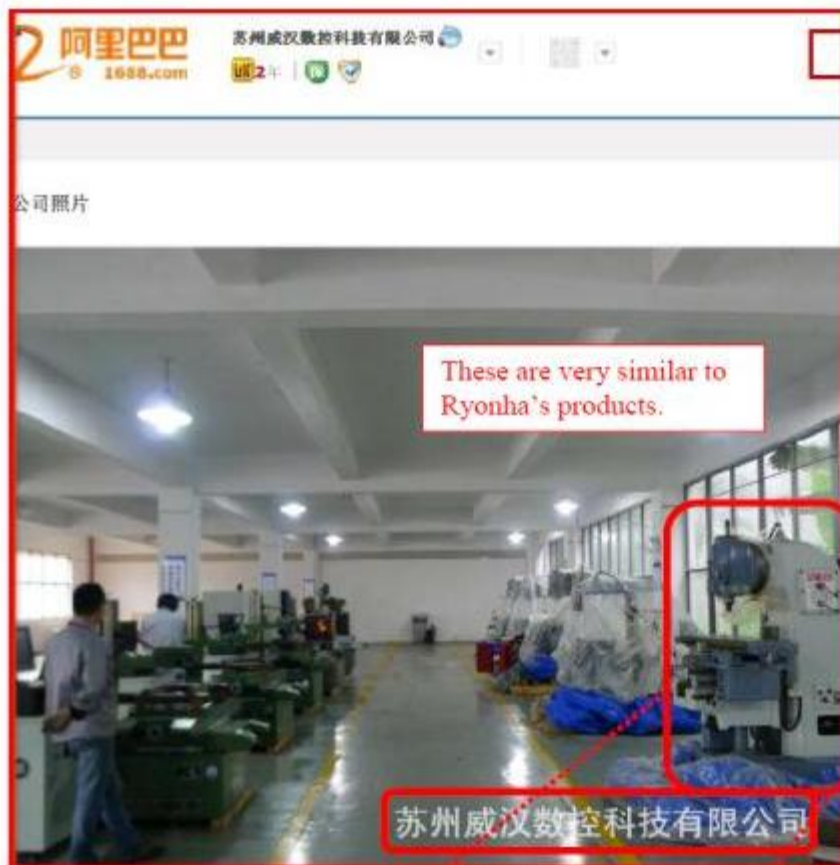 阿里巴巴
1688.com
苏州威汉数控科技有限公司
2年
公司照片
These are very similar to
Ryonha's products.
苏州威汉数控科技有限公司